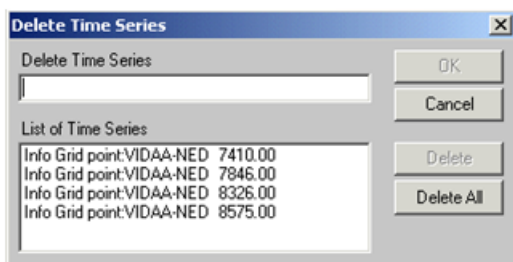 Delete Time Series
Delete Time Series
OK
Cancel
List of Time Series
Info Grid point:VIDAA-NED 7410.00
Info Grid point:VIDAA-NED 7846.00
Info Grid point:VIDAA-NED 8326.00
Info Grid point:VIDAA-NED 8575.00
Delete
Delete All